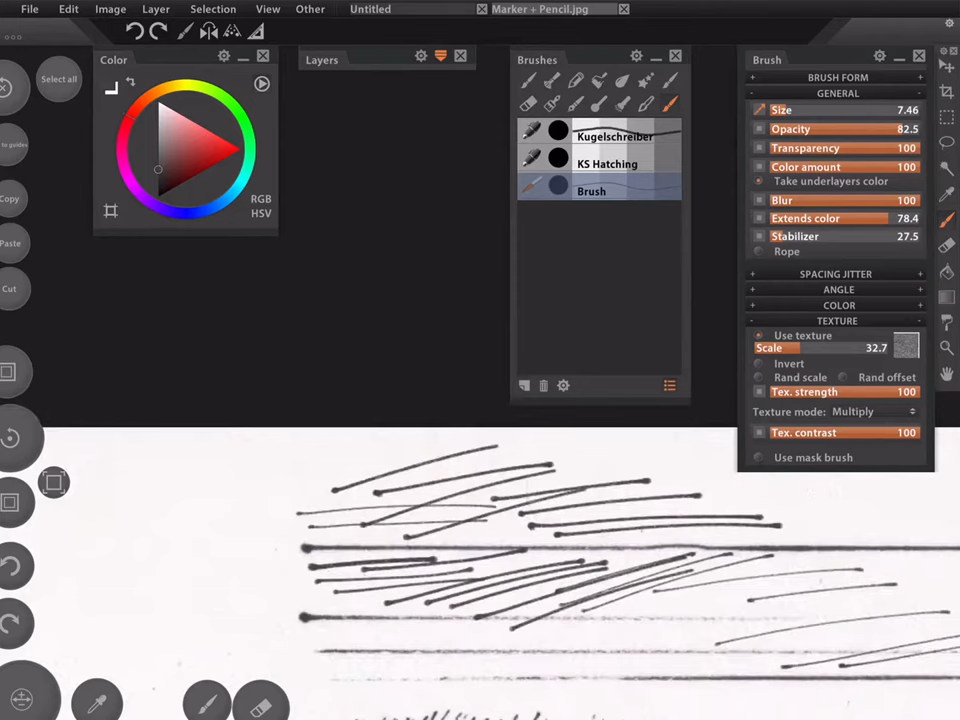 File Edit Image Layer Selection View Other Untitled Marker + Pencil.jpg
Select all
to guides
Copy
Paste
Cut
Color
RGB
HSV
Layers
Brushes
Kugelschreiber
KS Hatching
Brush
Brush
BRUSH FORM
GENERAL
Size 7.46
Opacity 82.5
Transparency 100
Color amount 100
Take underlayers color
Blur 100
Extends color 78.4
Stabilizer 27.5
Rope
SPACING JITTER
ANGLE
COLOR
TEXTURE
Use texture
Scale 32.7
Invert
Rand scale Rand offset
Tex. strength 100
Texture mode: Multiply
Tex. contrast 100
Use mask brush